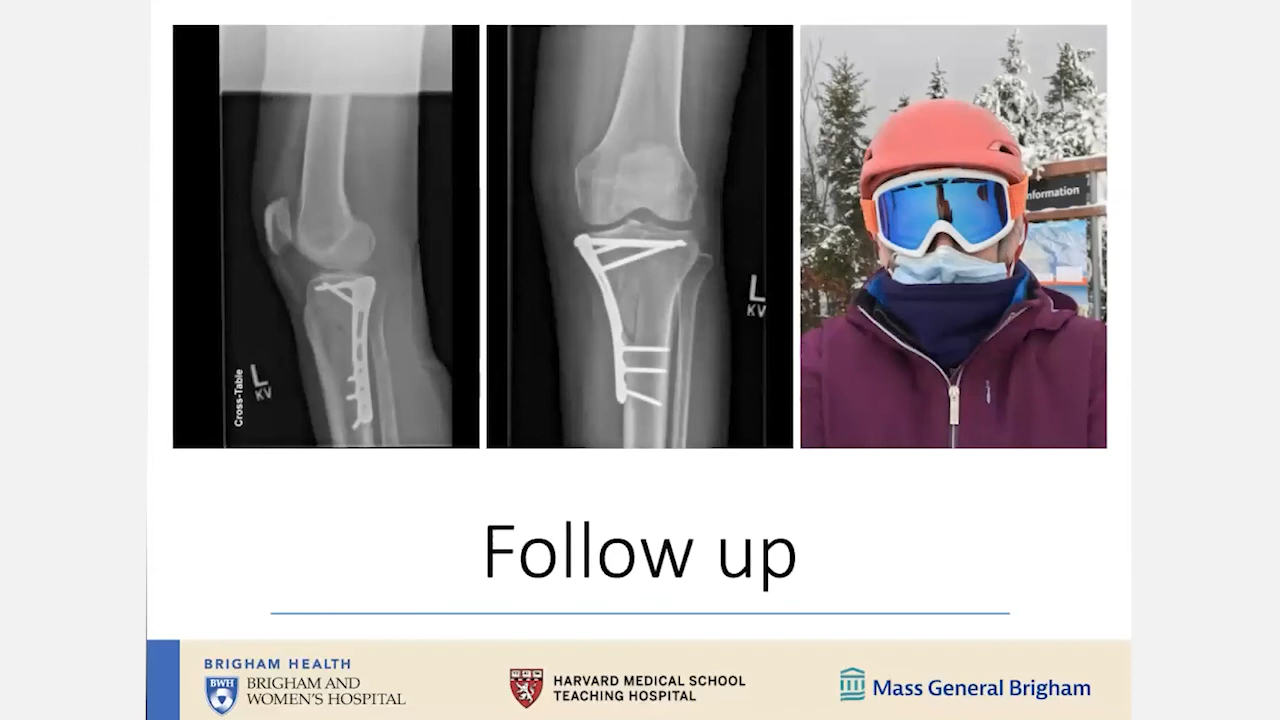 Cross-Table
L
KV
L
KV
Information
Follow up
BRIGHAM HEALTH
BWH
BRIGHAM AND
WOMEN'S HOSPITAL
HARVARD MEDICAL SCHOOL
TEACHING HOSPITAL
Mass General Brigham